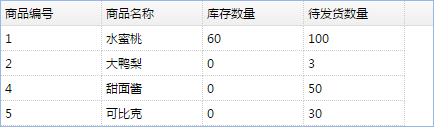 商品编号 商品名称 库存数量 待发货数量
1 水蜜桃 60 100
2 大鸭梨 0 3
4 甜面酱 0 50
5 可比克 0 30